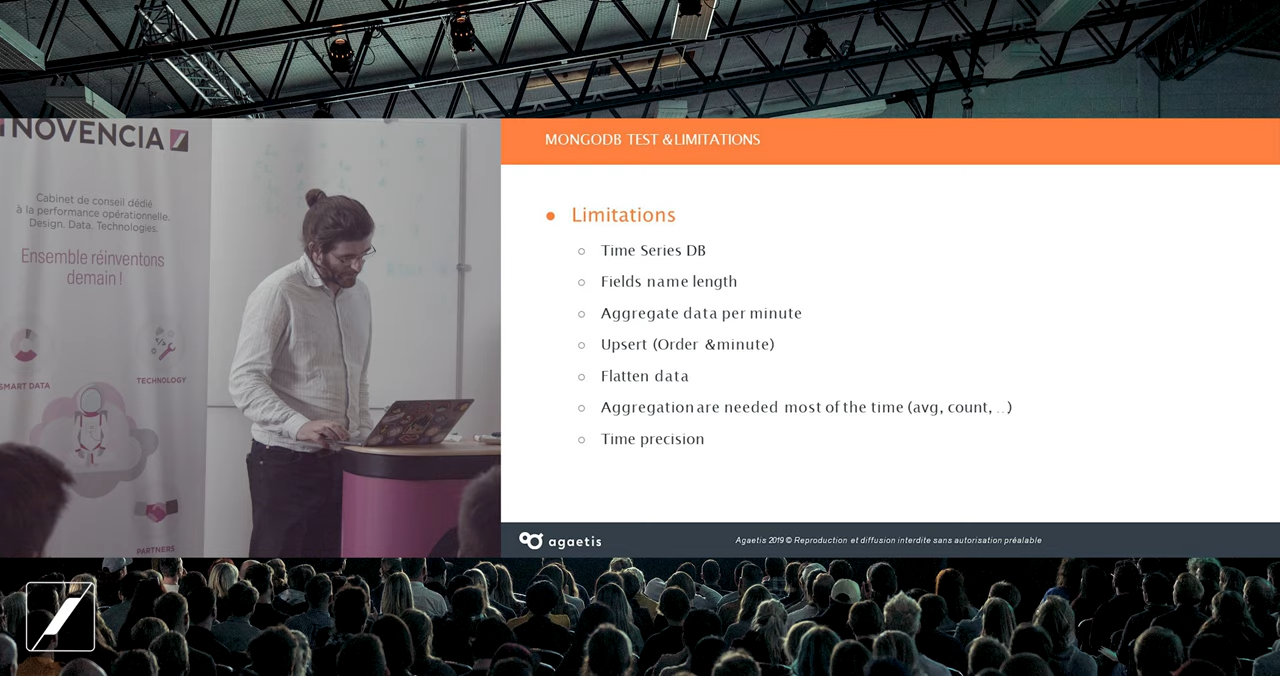 NOVENCIA
Cabinet de conseil dédié
à la performance opérationnelle.
Design. Data. Technologies.
Ensemble réinventons
demain !
SMART DATA
TECHNOLOGY
PARTNERS
MONGODB TEST & LIMITATIONS
● Limitations
○ Time Series DB
○ Fields name length
○ Aggregate data per minute
○ Upsert (Order & minute)
○ Flatten data
○ Aggregation are needed most of the time (avg, count, ..)
○ Time precision
agaetis
Agaetis 2019 © Reproduction et diffusion interdite sans autorisation préalable